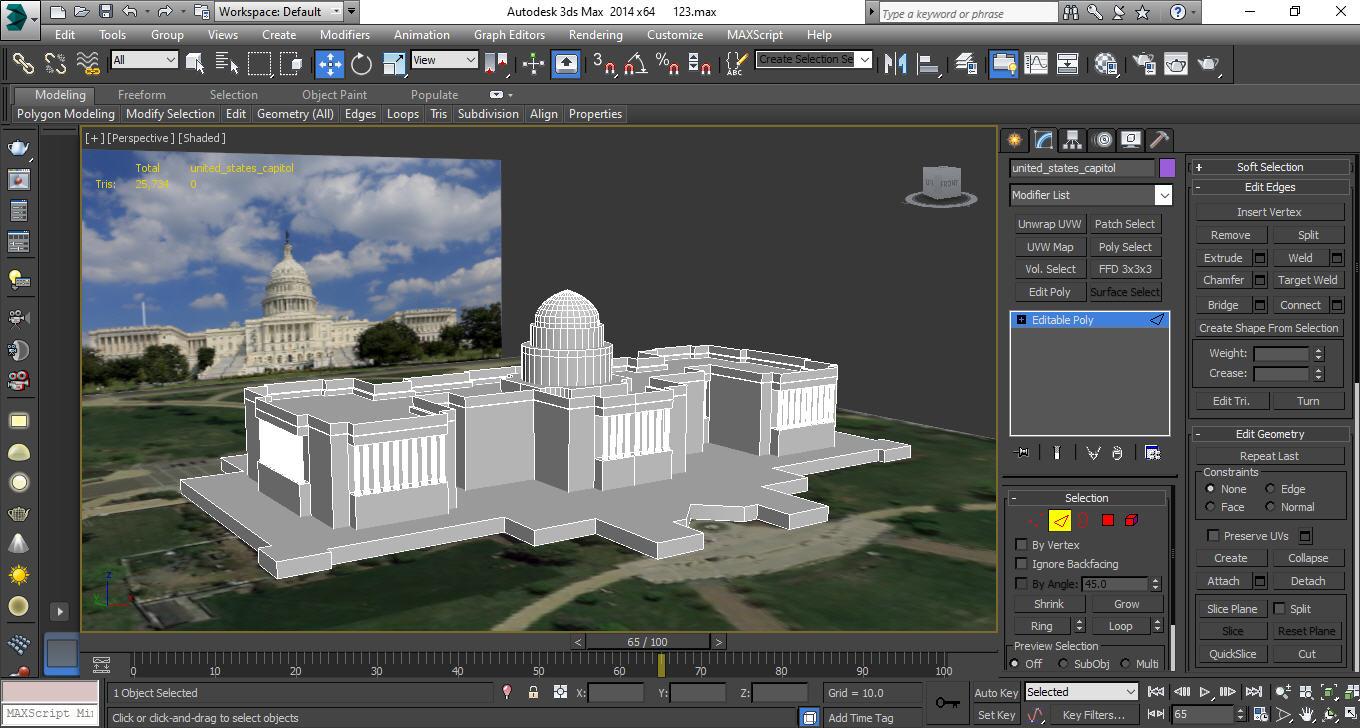 Workspace: Default
Autodesk 3ds Max 2014 x64 123.max
Type a keyword or phrase
Edit Tools Group Views Create Modifiers Animation Graph Editors Rendering Customize MAXScript Help
All
View
3
Create Selection Se
ABC
Modeling Freeform Selection Object Paint Populate
Polygon Modeling Modify Selection Edit Geometry (All) Edges Loops Tris Subdivision Align Properties
[+] [Perspective] [Shaded]
Total united_states_capitol
Tris: 25,734 0
FRONT
united_states_capitol
Modifier List
Unwrap UVW Patch Select
UVW Map Poly Select
Vol. Select FFD 3x3x3
Edit Poly Surface Select
Editable Poly
Selection
By Vertex
Ignore Backfacing
By Angle: 45.0
Shrink Grow
Ring Loop
Preview Selection
Off SubObj Multi
Soft Selection
Edit Edges
Insert Vertex
Remove Split
Extrude Weld
Chamfer Target Weld
Bridge Connect
Create Shape From Selection
Weight:
Crease:
Edit Tri. Turn
Edit Geometry
Repeat Last
Constraints
None Edge
Face Normal
Preserve UVs
Create Collapse
Attach Detach
Slice Plane Split
Slice Reset Plane
QuickSlice Cut
z
x
65 / 100
0 10 20 30 40 50 60 70 80 90 100
1 Object Selected
X: Y: Z:
Grid = 10.0
Auto Key Selected
MAXScript Mi
Click or click-and-drag to select objects
Add Time Tag
Set Key Key Filters...
65